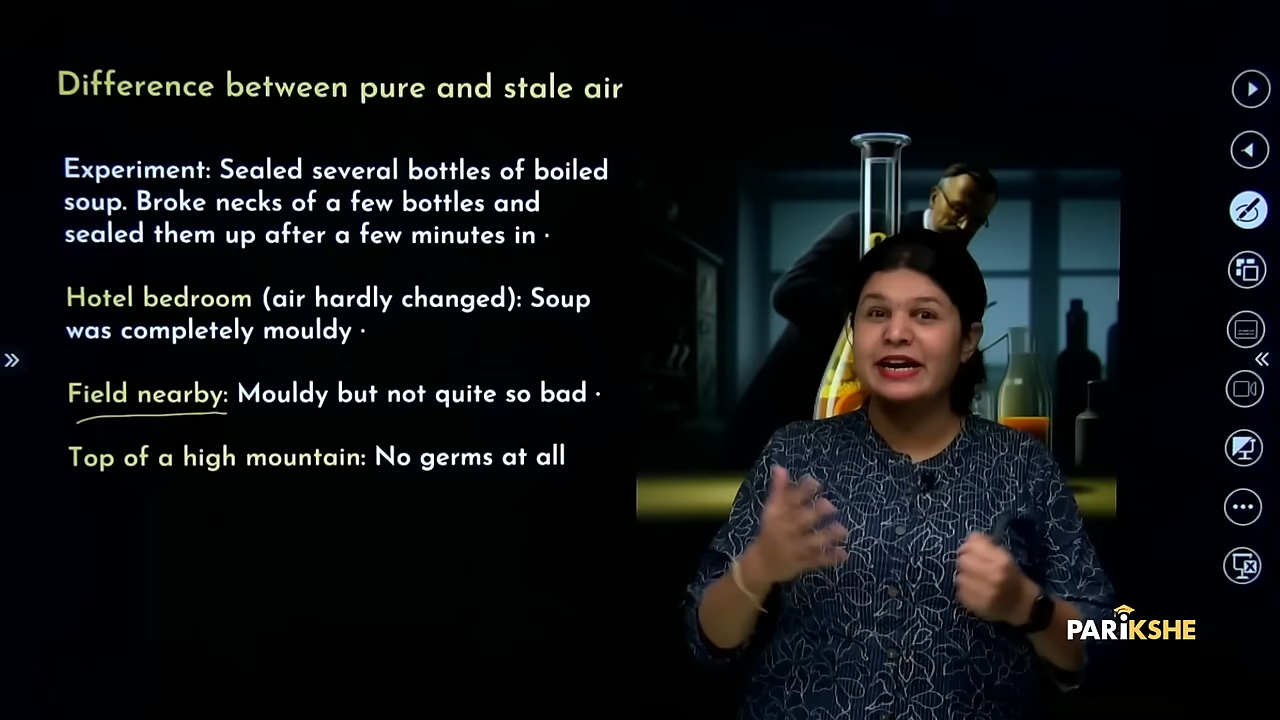 Difference between pure and stale air
Experiment: Sealed several bottles of boiled
soup. Broke necks of a few bottles and
sealed them up after a few minutes in ·
Hotel bedroom (air hardly changed): Soup
was completely mouldy ·
Field nearby: Mouldy but not quite so bad ·
Top of a high mountain: No germs at all
PARIKSHE